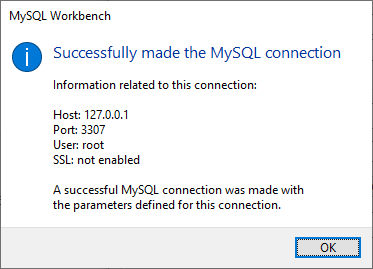 MySQL Workbench
Successfully made the MySQL connection
Information related to this connection:
Host: 127.0.0.1
Port: 3307
User: root
SSL: not enabled
A successful MySQL connection was made with
the parameters defined for this connection.
OK